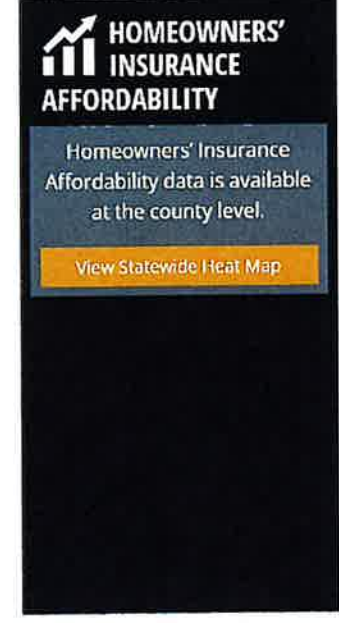 HOMEOWNERS'
INSURANCE
AFFORDABILITY
Homeowners' Insurance
Affordability data is available
at the county level.
View Statewide Heat Map